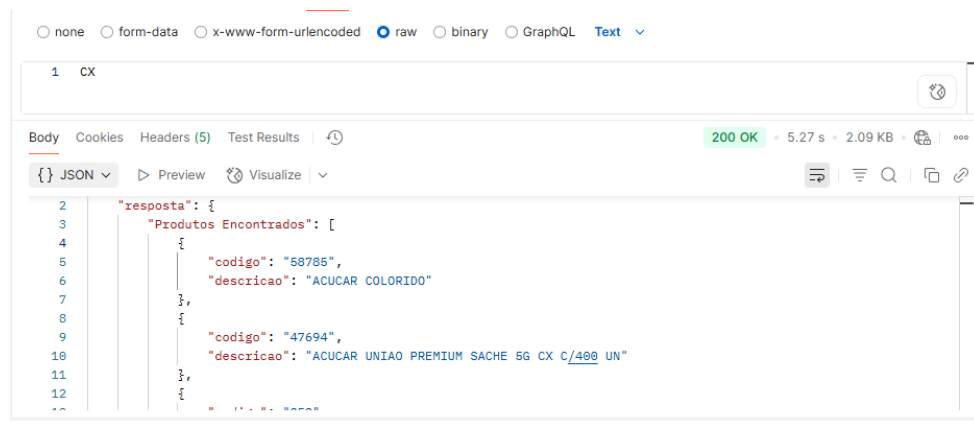 none form-data x-www-form-urlencoded raw binary GraphQL Text
1 CX
Body Cookies Headers (5) Test Results 200 OK 5.27 s 2.09 KB
{} JSON Preview Visualize
2 "resposta": {
3 "Produtos Encontrados": [
4 {
5 "codigo": "58785",
6 "descricao": "ACUCAR COLORIDO"
7 },
8 {
9 "codigo": "47694",
10 "descricao": "ACUCAR UNIAO PREMIUM SACHE 5G CX C/400 UN"
11 },
12 {